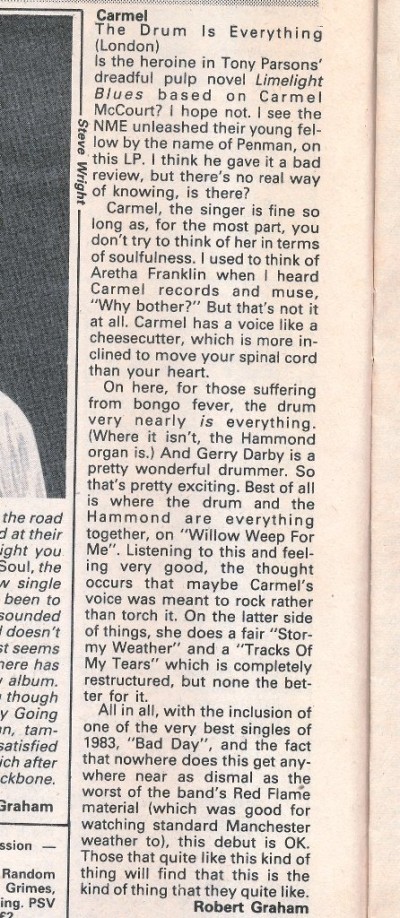 Carmel
The Drum Is Everything
(London)
Is the heroine in Tony Parsons'
dreadful pulp novel Limelight
Blues based on Carmel
McCourt? I hope not. I see the
NME unleashed their young fel-
low by the name of Penman, on
this LP. I think he gave it a bad
review, but there's no real way
of knowing, is there?
Carmel, the singer is fine so
long as, for the most part, you
don't try to think of her in terms
of soulfulness. I used to think of
Aretha Franklin when I heard
Carmel records and muse,
"Why bother?" But that's not it
at all. Carmel has a voice like a
cheesecutter, which is more in-
clined to move your spinal cord
than your heart.
On here, for those suffering
from bongo fever, the drum
very nearly is everything.
(Where it isn't, the Hammond
organ is.) And Gerry Darby is a
pretty wonderful drummer. So
that's pretty exciting. Best of all
is where the drum and the
Hammond are everything
together, on "Willow Weep For
Me". Listening to this and feel-
ing very good, the thought
occurs that maybe Carmel's
voice was meant to rock rather
than torch it. On the latter side
of things, she does a fair "Stor-
my Weather" and a "Tracks Of
My Tears" which is completely
restructured, but none the bet-
ter for it.
All in all, with the inclusion of
one of the very best singles of
1983, "Bad Day", and the fact
that nowhere does this get any-
where near as dismal as the
worst of the band's Red Flame
material (which was good for
watching standard Manchester
weather to), this debut is OK.
Those that quite like this kind of
thing will find that this is the
kind of thing that they quite like.
Robert Graham
Steve Wright
the road
d at their
ight you
Soul, the
w single
been to
sounded
doesn't
st seems
here has
album.
though
y Going
n, tam-
satisfied
ich after
ckbone.
Graham
ssion —
Random
Grimes,
ing. PSV